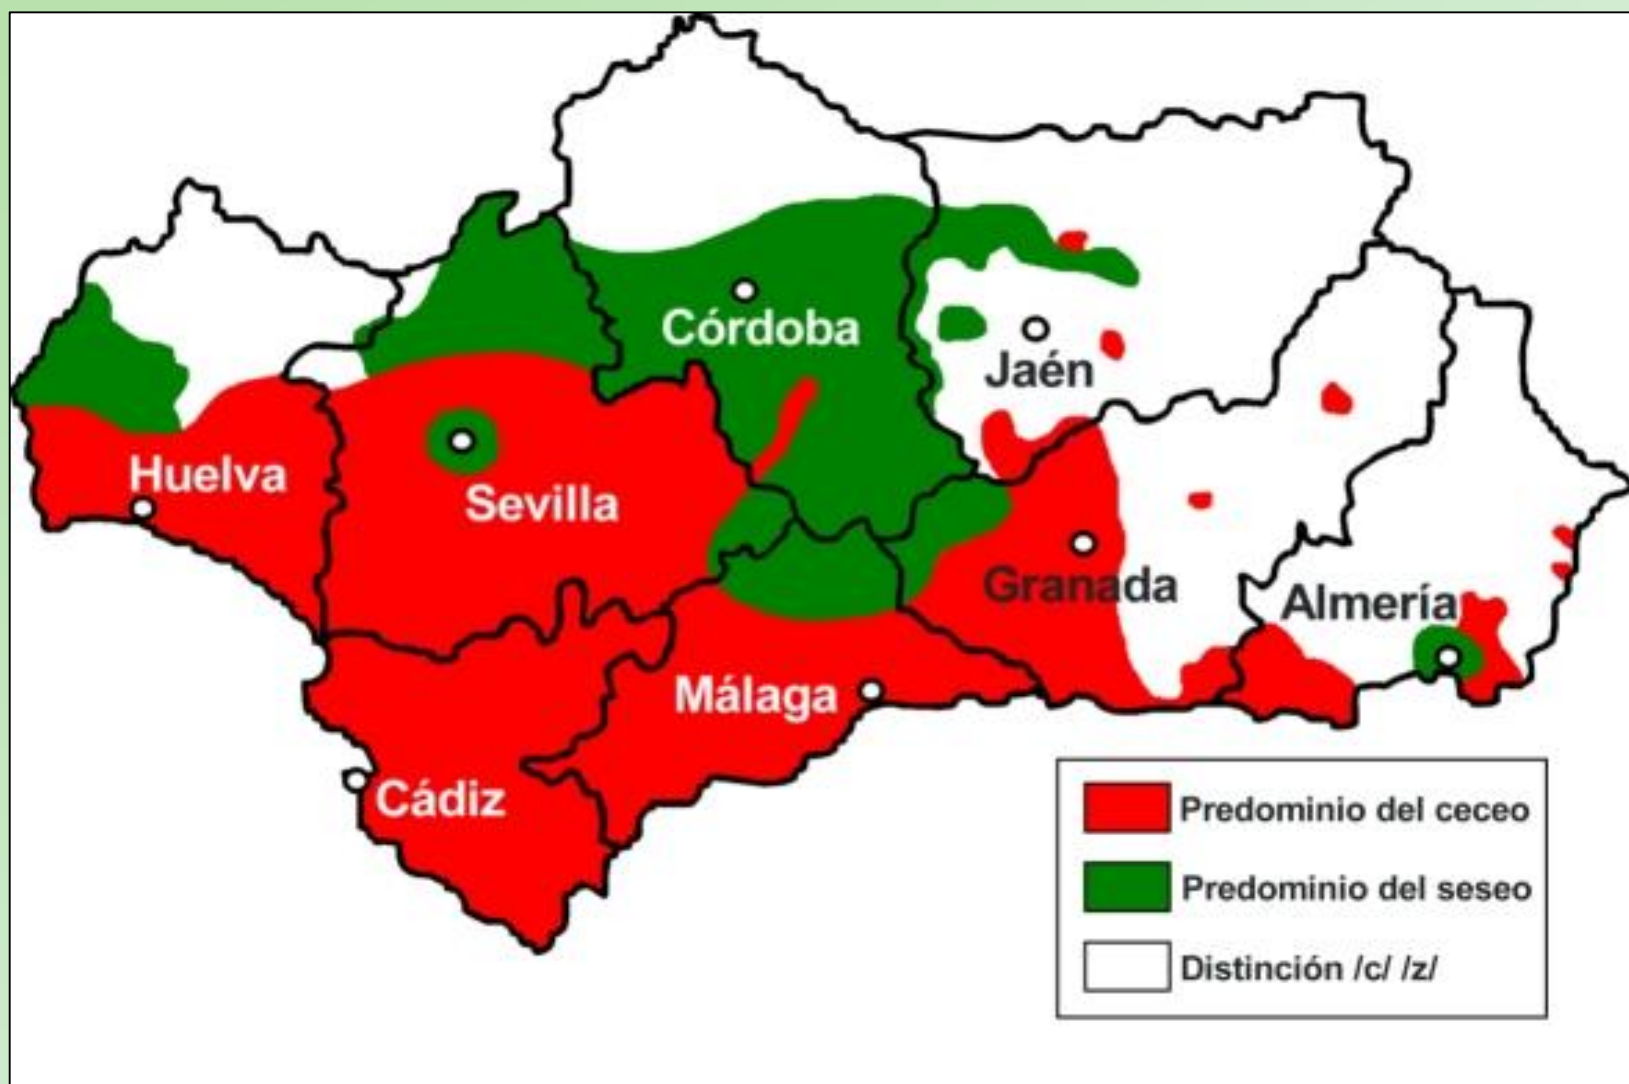 Córdoba
Jaén
Huelva
Sevilla
Granada
Almería
Málaga
Cádiz
Predominio del ceceo
Predominio del seseo
Distinción /c/ /z/